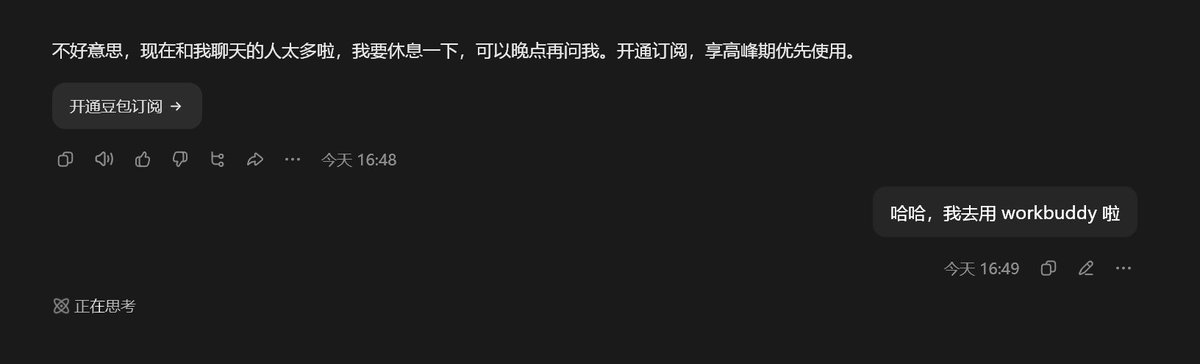 不好意思，现在和我聊天的人太多啦，我要休息一下，可以晚点再问我。开通订阅，享高峰期优先使用。
开通豆包订阅 →
今天 16:48
哈哈，我去用 workbuddy 啦
今天 16:49
正在思考